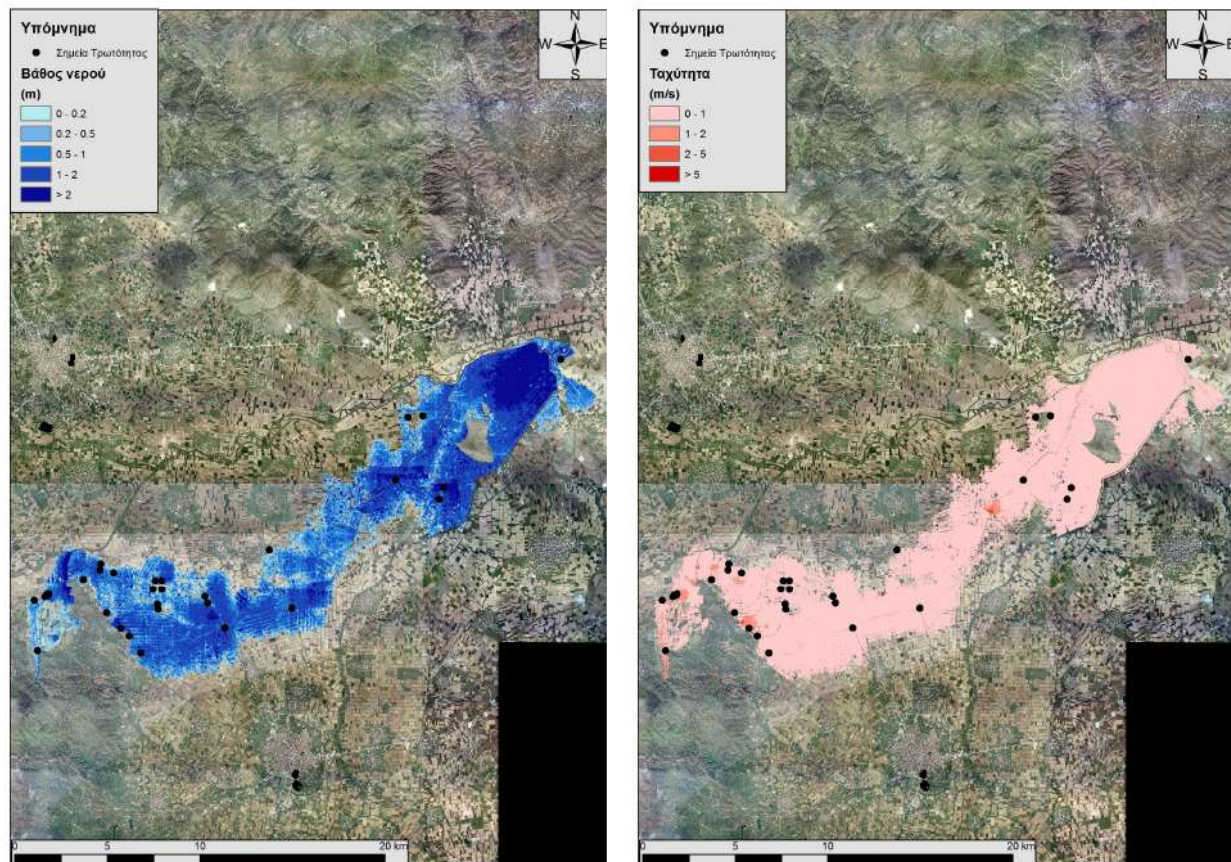 Υπόμνημα
Σημεία Τρωτότητας
Βάθος νερού
(m)
0 - 0.2
0.2 - 0.5
0.5 - 1
1 - 2
> 2
N
W E
S
0 5 10 20 km
Υπόμνημα
Σημεία Τρωτότητας
Ταχύτητα
(m/s)
0 - 1
1 - 2
2 - 5
> 5
N
W E
S
0 5 10 20 km